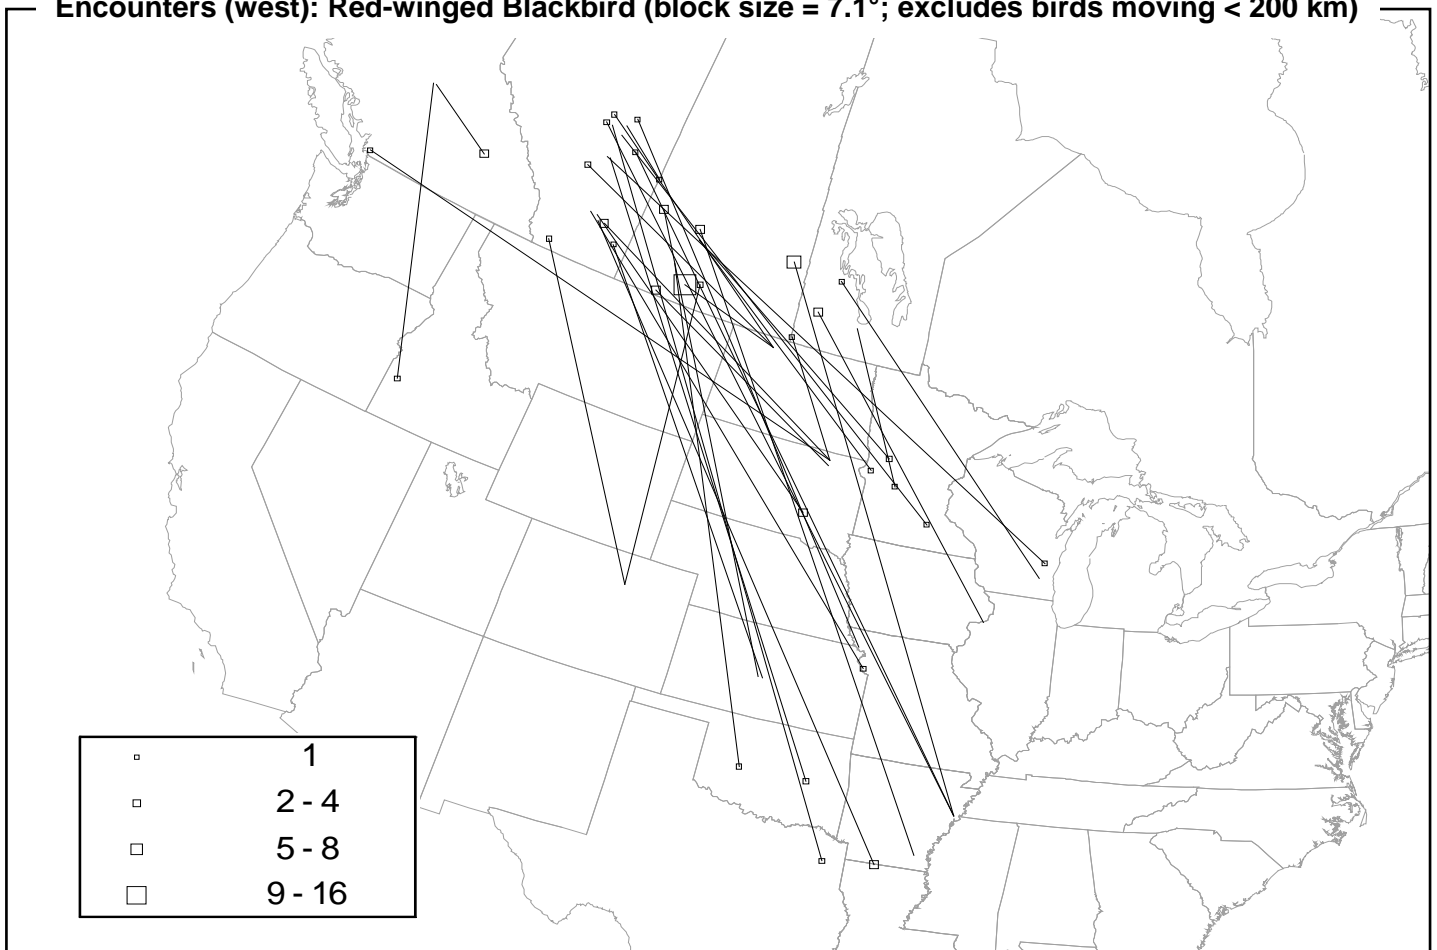 Encounters (west): Red-winged Blackbird (block size = 7.1°; excludes birds moving < 200 km)
1
2 - 4
5 - 8
9 - 16